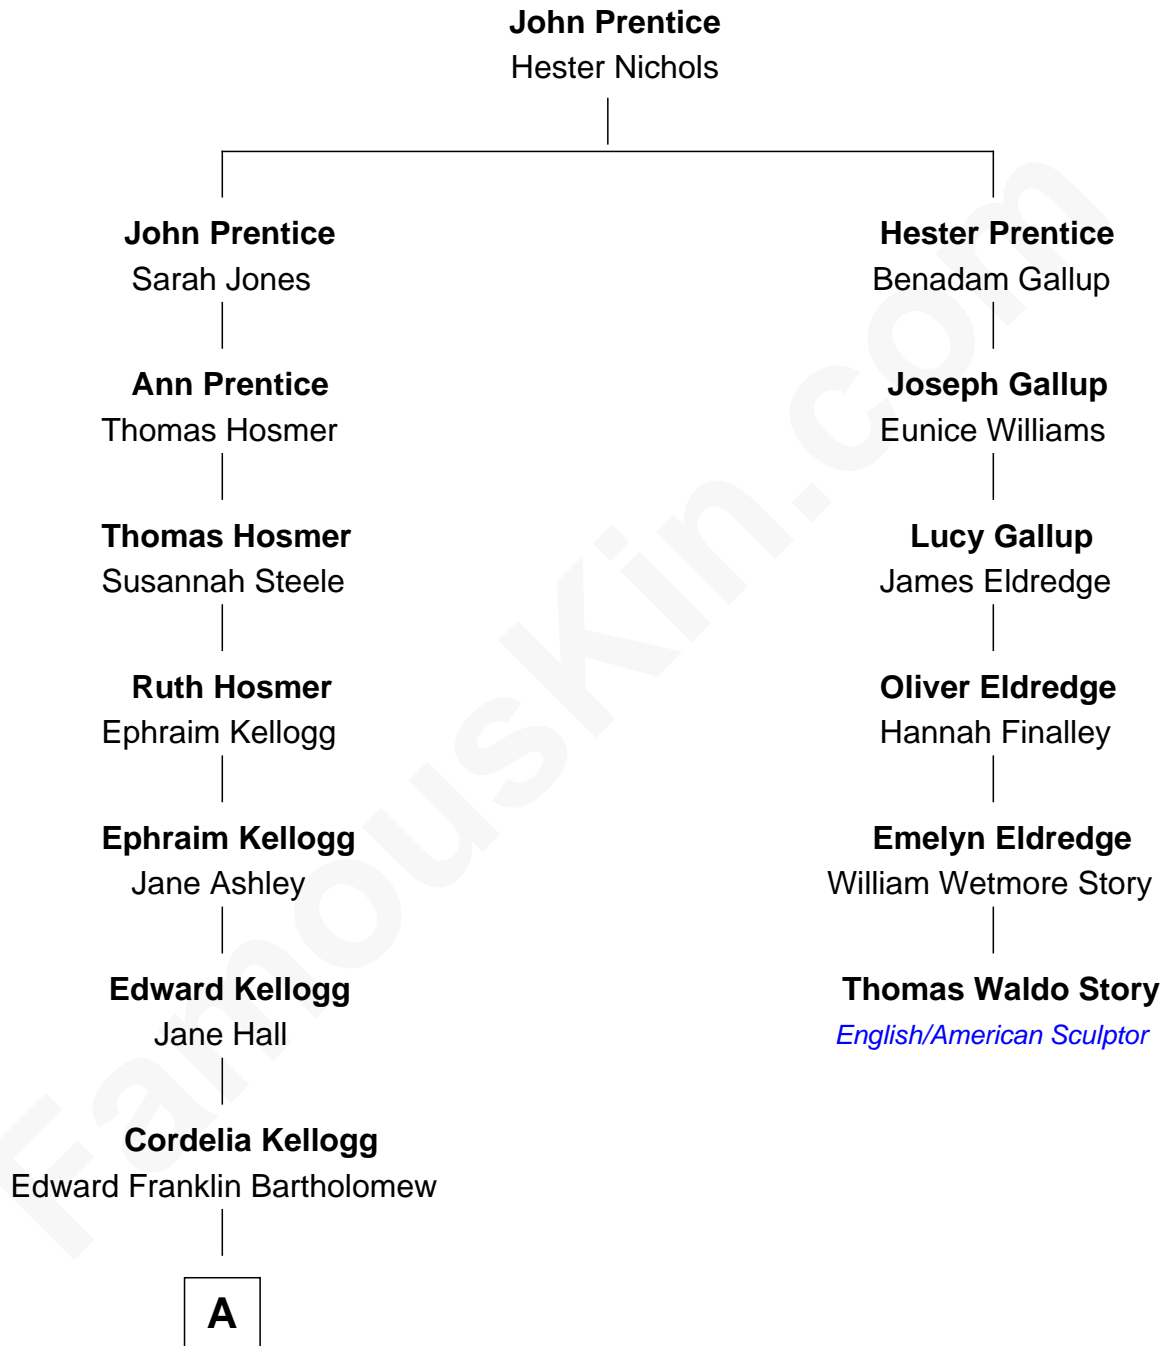 John Prentice
Hester Nichols
John Prentice
Sarah Jones
Hester Prentice
Benadam Gallup
Ann Prentice
Thomas Hosmer
Joseph Gallup
Eunice Williams
Thomas Hosmer
Susannah Steele
Lucy Gallup
James Eldredge
Ruth Hosmer
Ephraim Kellogg
Oliver Eldredge
Hannah Finalley
Ephraim Kellogg
Jane Ashley
Emelyn Eldredge
William Wetmore Story
Edward Kellogg
Jane Hall
Thomas Waldo Story
English/American Sculptor
Cordelia Kellogg
Edward Franklin Bartholomew
A
FamousKin.com